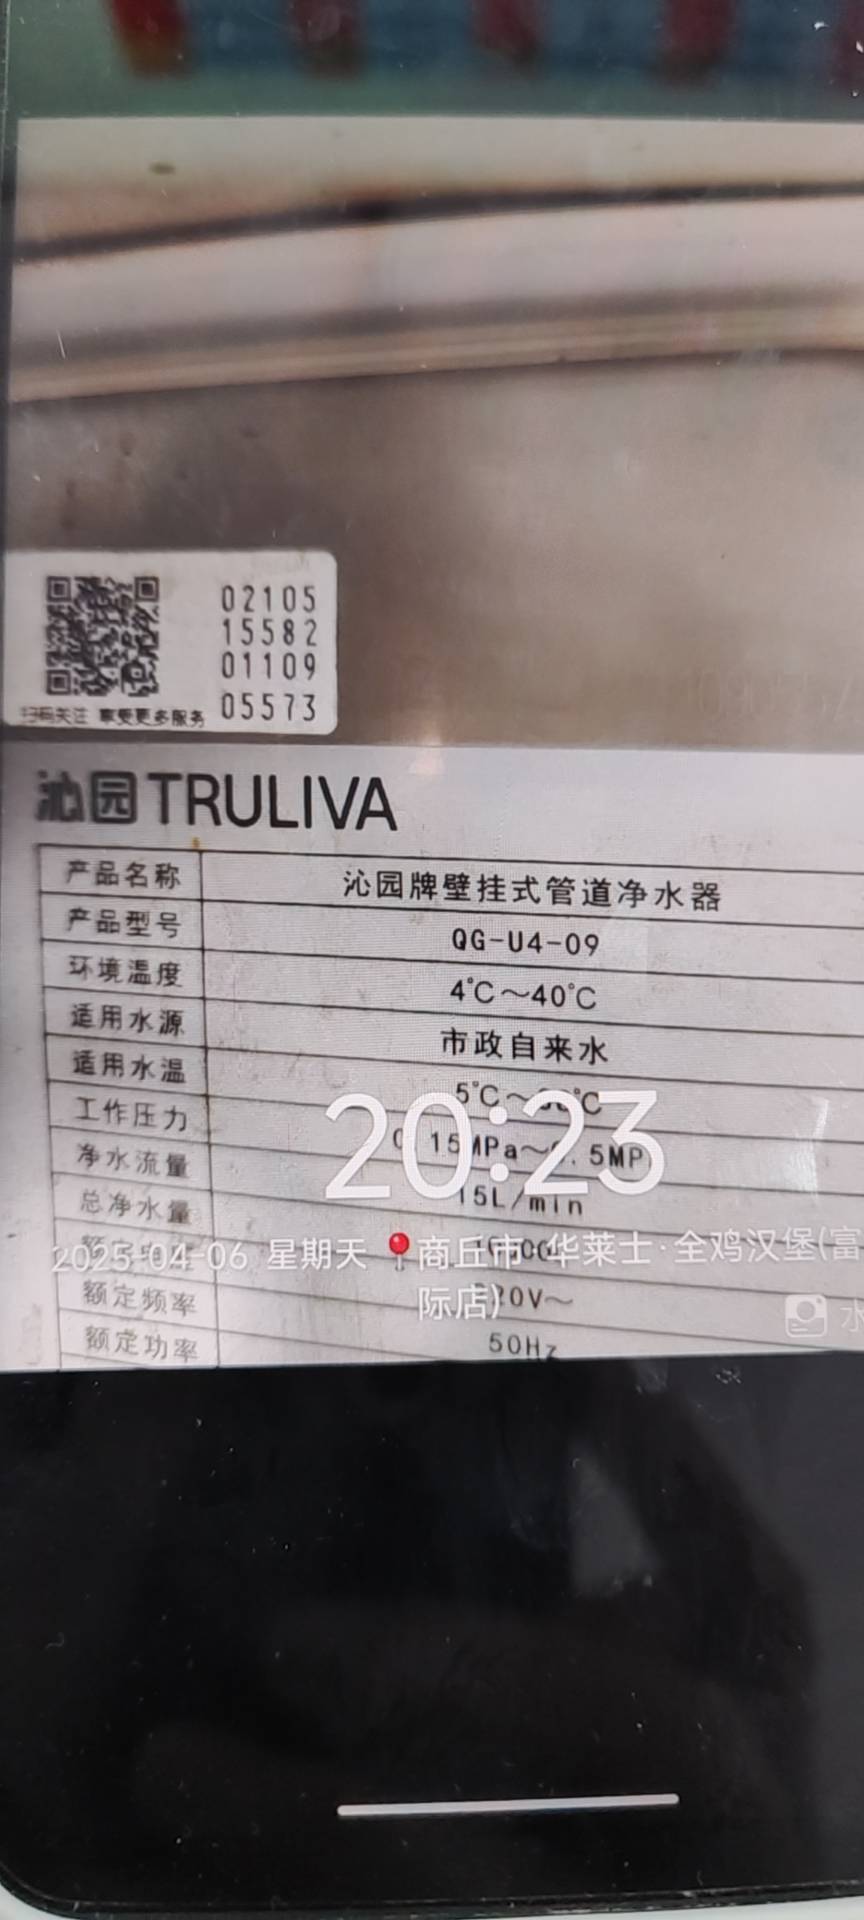 02105
15582
01109
05573
扫码关注 享受更多服务
沁园TRULIVA
产品名称 沁园牌壁挂式管道净水器
产品型号 QG-U4-09
环境温度 4℃～40℃
适用水源 市政自来水
适用水温 5℃～
工作压力 15MPa～ 5MP
净水流量 15L/min
总净水量
额定频率 20V～
额定功率 50Hz
20:23
2025-04-06 星期天 商丘市·华莱士·全鸡汉堡(富
际店)
水